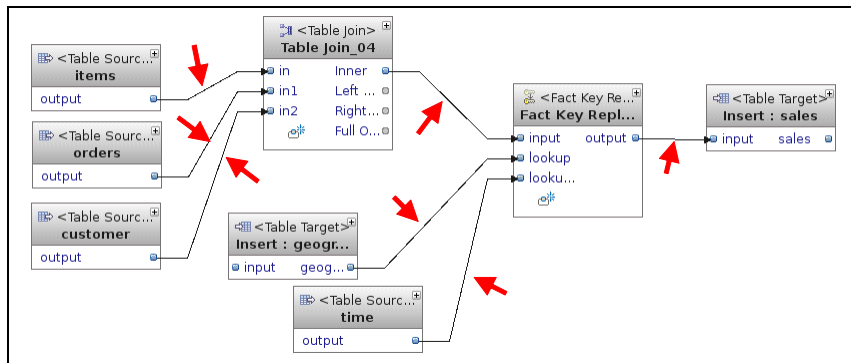 <Table Join>
Table Join_04
in Inner
in1 Left ...
in2 Right...
Full O...
<Table Sourc...
items
output
<Table Sourc...
orders
output
<Table Sourc...
customer
output
<Table Target>
Insert : geogr...
input geog...
<Table Sourc...
time
output
<Fact Key Re...
Fact Key Repl...
input output
lookup
looku...
<Table Target>
Insert : sales
input sales